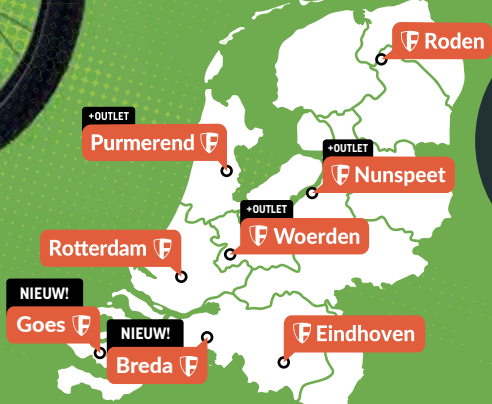 Roden
+OUTLET
Purmerend
+OUTLET
Nunspeet
+OUTLET
Woerden
Rotterdam
NIEUW!
Goes
NIEUW!
Breda
Eindhoven